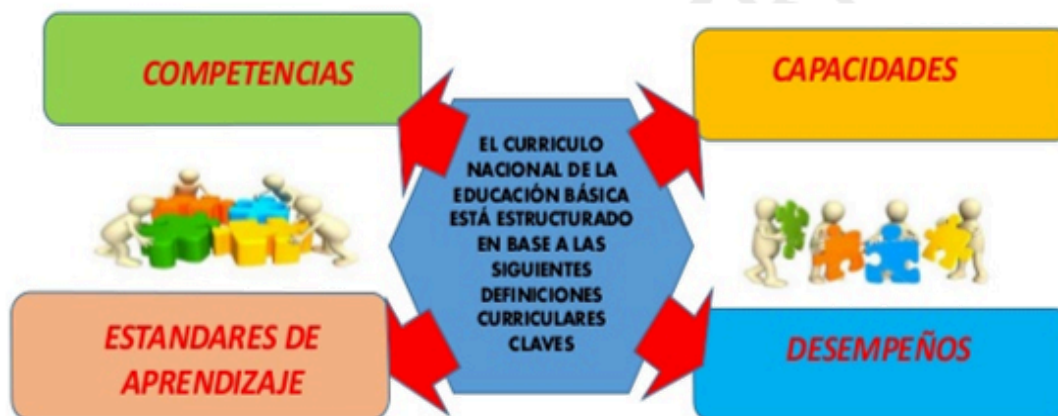 COMPETENCIAS
CAPACIDADES
EL CURRICULO
NACIONAL DE LA
EDUCACIÓN BÁSICA
ESTÁ ESTRUCTURADO
EN BASE A LAS
SIGUIENTES
DEFINICIONES
CURRICULARES
CLAVES
ESTANDARES DE
APRENDIZAJE
DESEMPEÑOS